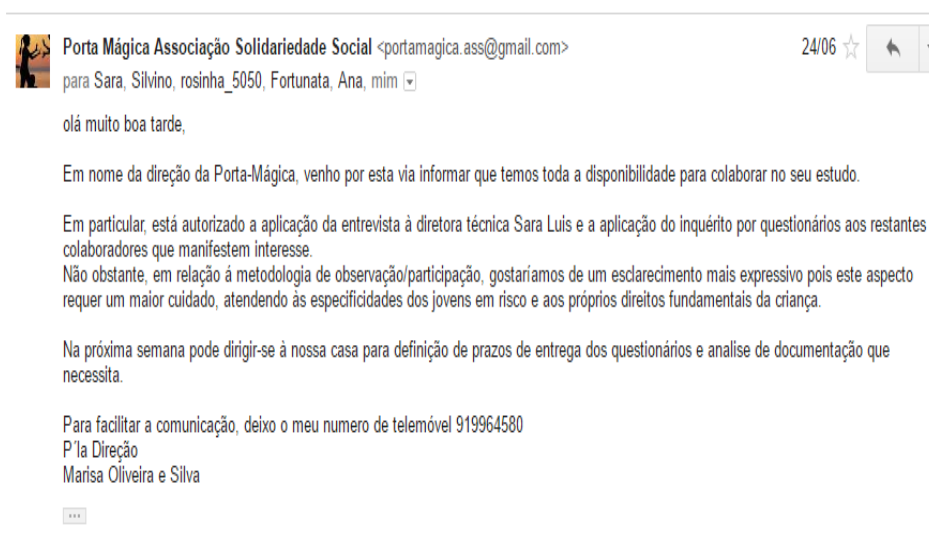 Porta Mágica Associação Solidariedade Social <portamagica.ass@gmail.com>
24/06
para Sara, Silvino, rosinha_5050, Fortunata, Ana, mim
olá muito boa tarde,
Em nome da direção da Porta-Mágica, venho por esta via informar que temos toda a disponibilidade para colaborar no seu estudo.
Em particular, está autorizado a aplicação da entrevista à diretora técnica Sara Luis e a aplicação do inquérito por questionários aos restantes
colaboradores que manifestem interesse.
Não obstante, em relação á metodologia de observação/participação, gostaríamos de um esclarecimento mais expressivo pois este aspecto
requer um maior cuidado, atendendo às especificidades dos jovens em risco e aos próprios direitos fundamentais da criança.
Na próxima semana pode dirigir-se à nossa casa para definição de prazos de entrega dos questionários e analise de documentação que
necessita.
Para facilitar a comunicação, deixo o meu numero de telemóvel 919964580
P´la Direção
Marisa Oliveira e Silva